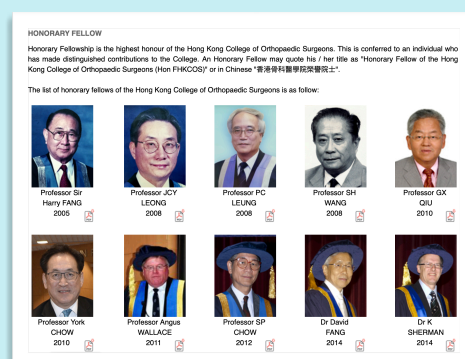 HONORARY FELLOW
Honorary Fellowship is the highest honour of the Hong Kong College of Orthopaedic Surgeons. This is conferred to an individual who
has made distinguished contributions to the College. An Honorary Fellow may quote his / her title as "Honorary Fellow of the Hong
Kong College of Orthopaedic Surgeons (Hon FHKCOS)" or in Chinese "香港骨科醫學院榮譽院士".
The list of honorary fellows of the Hong Kong College of Orthopaedic Surgeons is as follow:
Professor Sir Professor JCY Professor PC Professor SH Professor GX
Harry FANG LEONG LEUNG WANG QIU
2005 2008 2008 2008 2010
Professor York Professor Angus Professor SP Dr David Dr K
CHOW WALLACE CHOW FANG SHERMAN
2010 2011 2012 2014 2014